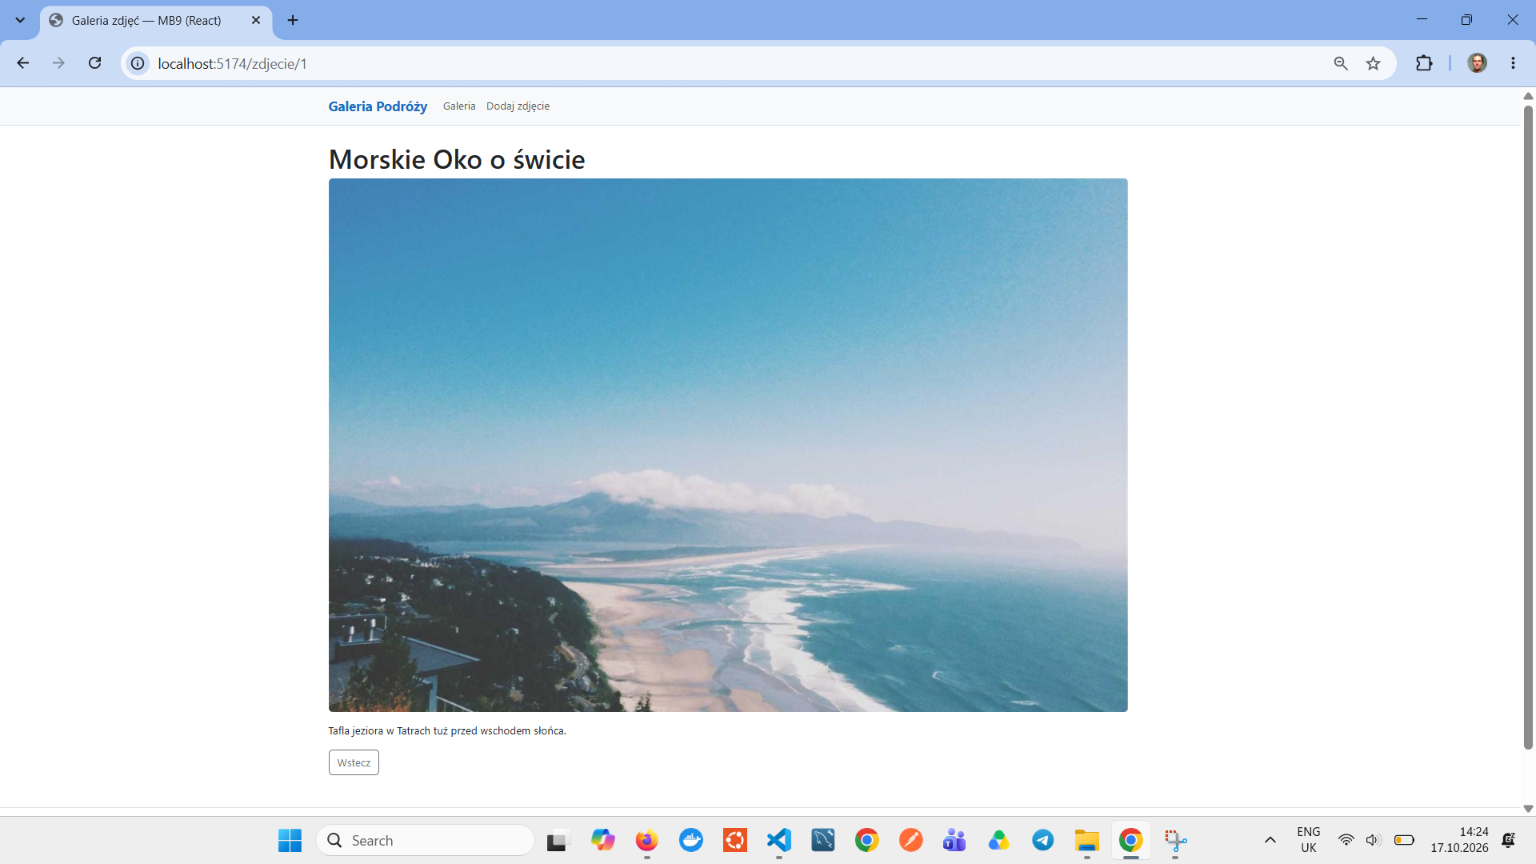 Galeria zdjęć — MB9 (React)
localhost:5174/zdjecie/1
Galeria Podróży Galeria Dodaj zdjęcie
Morskie Oko o świcie
Tafla jeziora w Tatrach tuż przed wschodem słońca.
Wstecz
Search
ENG
UK
14:24
17.10.2026